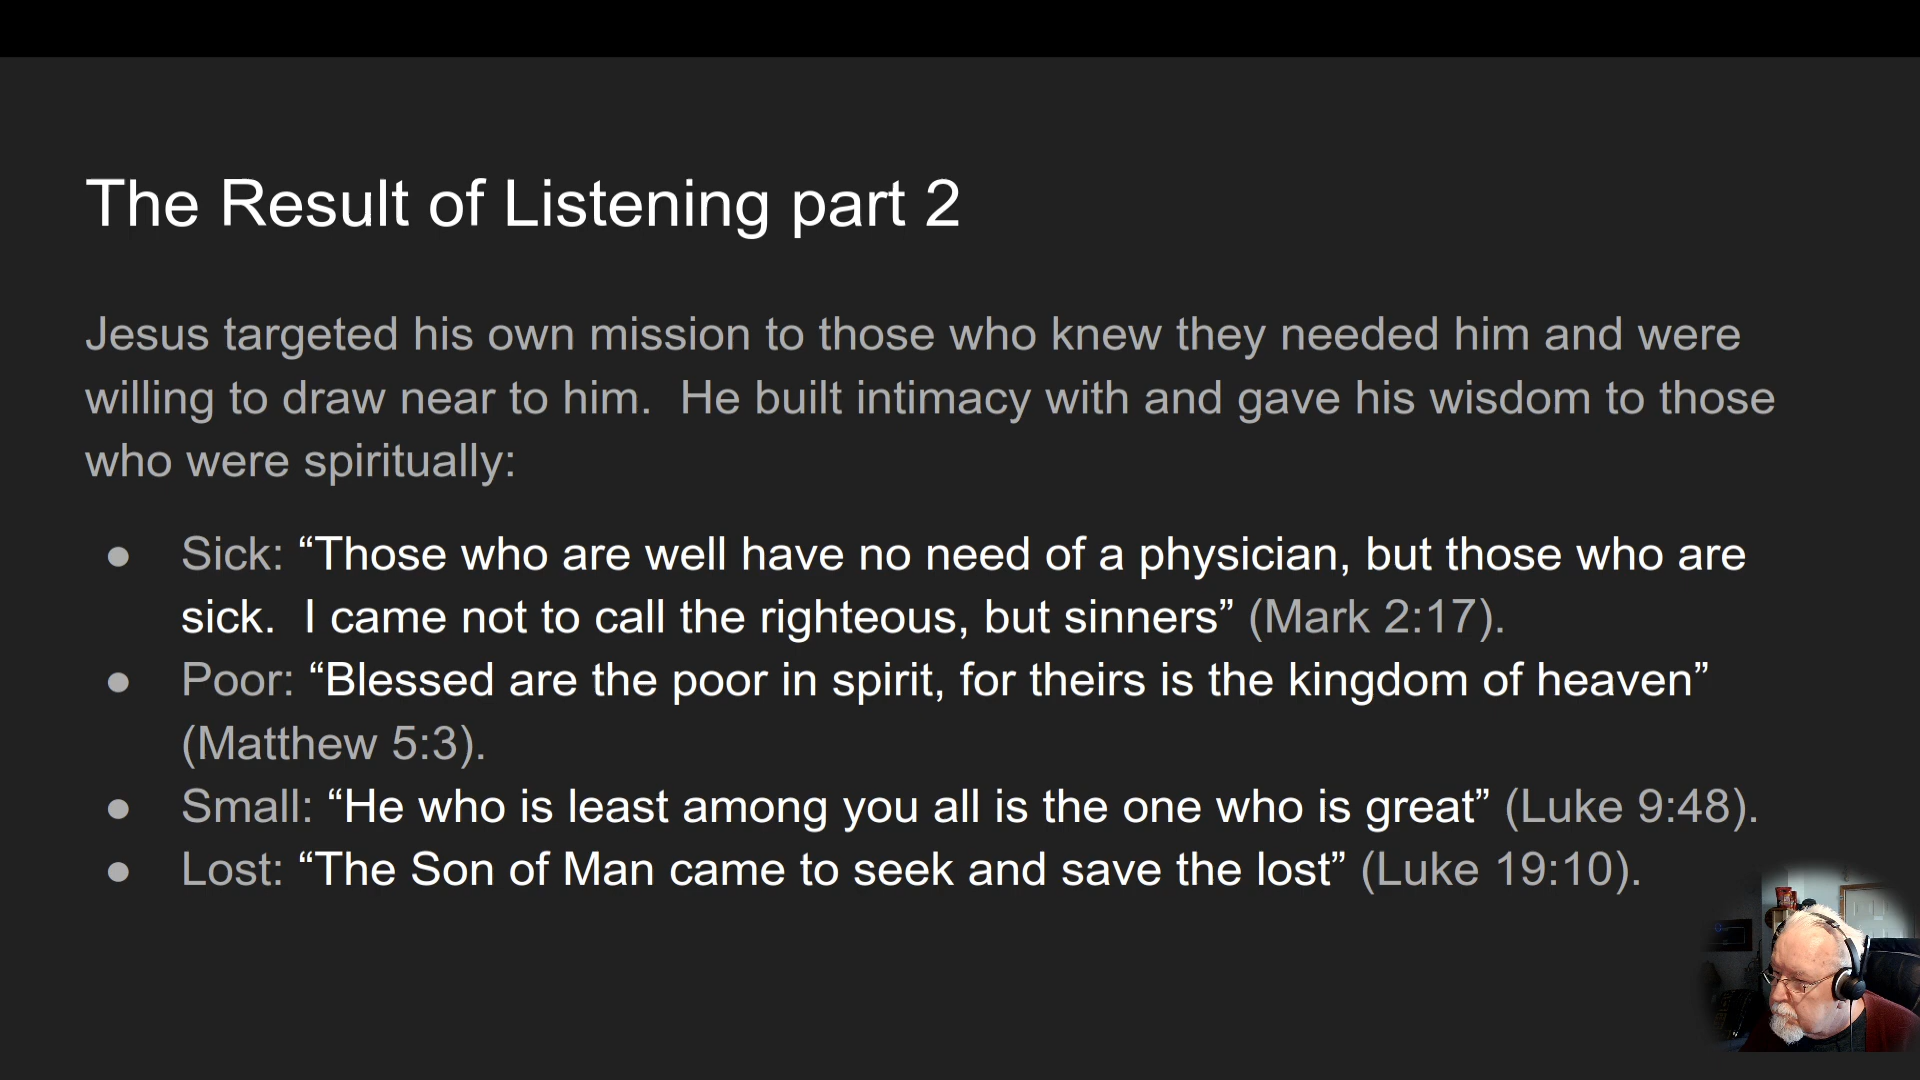 The Result of Listening part 2
Jesus targeted his own mission to those who knew they needed him and were
willing to draw near to him.  He built intimacy with and gave his wisdom to those
who were spiritually:
● Sick: “Those who are well have no need of a physician, but those who are
sick.  I came not to call the righteous, but sinners” (Mark 2:17).
● Poor: “Blessed are the poor in spirit, for theirs is the kingdom of heaven”
(Matthew 5:3).
● Small: “He who is least among you all is the one who is great” (Luke 9:48).
● Lost: “The Son of Man came to seek and save the lost” (Luke 19:10).